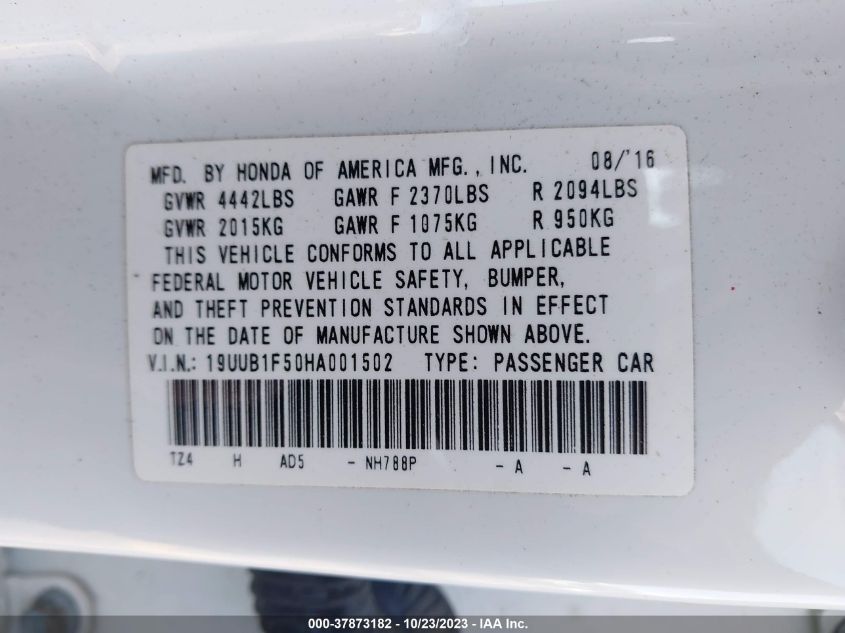 MFD. BY HONDA OF AMERICA MFG., INC. 08/'16
GVWR 4442LBS GAWR F 2370LBS R 2094LBS
GVWR 2015KG GAWR F 1075KG R 950KG
THIS VEHICLE CONFORMS TO ALL APPLICABLE
FEDERAL MOTOR VEHICLE SAFETY, BUMPER,
AND THEFT PREVENTION STANDARDS IN EFFECT
ON THE DATE OF MANUFACTURE SHOWN ABOVE.
V.I.N.: 19UUB1F50HA001502 TYPE: PASSENGER CAR
TZ4 H AD5 - NH788P - A - A
000-37873182 | 10/23/2023 - IAA Inc.